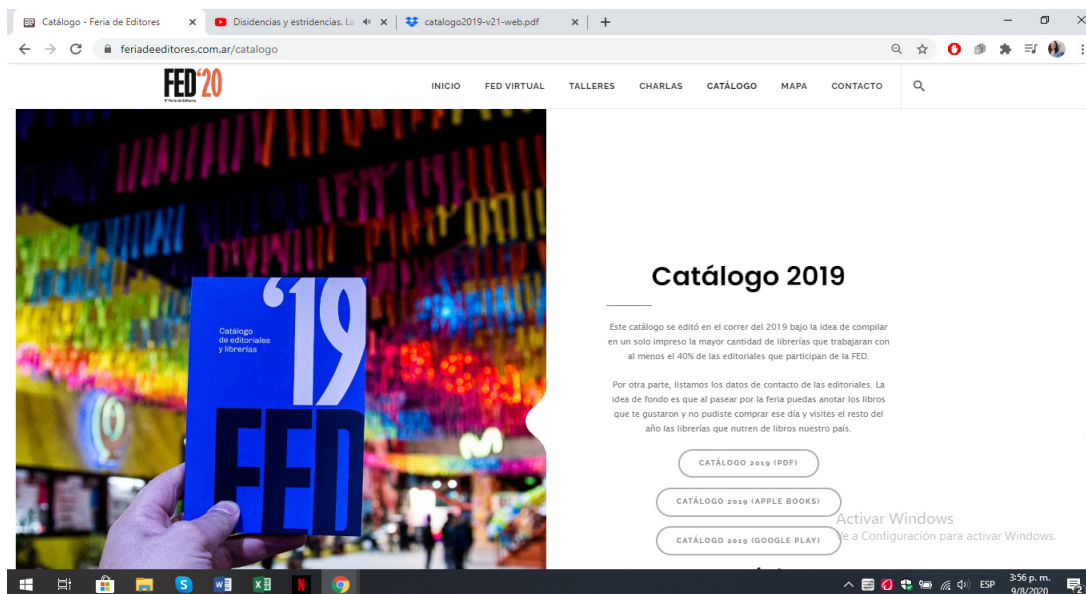 Catálogo - Feria de Editores
Disidencias y estridencias. La
catalogo2019-v21-web.pdf
feriadeeditores.com.ar/catalogo
FED'20
INICIO FED VIRTUAL TALLERES CHARLAS CATÁLOGO MAPA CONTACTO
'19
Catálogo
de editoriales
y librerías
FED
Catálogo 2019
Este catálogo se editó en el correr del 2019 bajo la idea de compilar
en un solo impreso la mayor cantidad de librerías que trabajaran con
al menos el 40% de las editoriales que participan de la FED.
Por otra parte, listamos los datos de contacto de las editoriales. La
idea de fondo es que al pasear por la feria puedas anotar los libros
que te gustaron y no pudiste comprar ese día y visites el resto del
año las librerías que nutren de libros nuestro país.
CATÁLOGO 2019 (PDF)
CATÁLOGO 2019 (APPLE BOOKS)
CATÁLOGO 2019 (GOOGLE PLAY)
Activar Windows
Ve a Configuración para activar Windows.
ESP
3:56 p. m.
9/8/2020